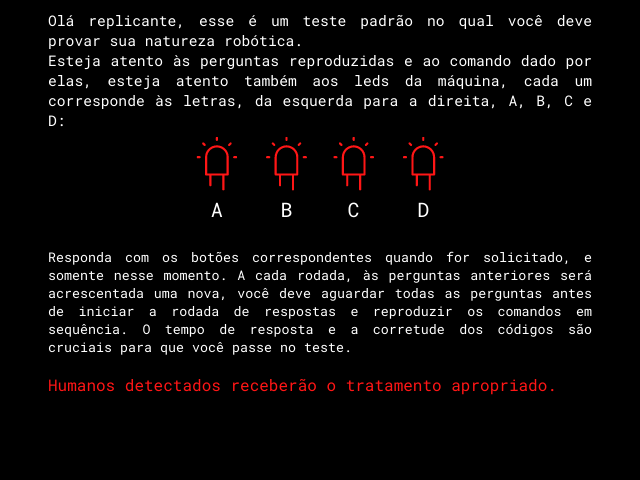 Olá replicante, esse é um teste padrão no qual você deve
provar sua natureza robótica.
Esteja atento às perguntas reproduzidas e ao comando dado por
elas, esteja atento também aos leds da máquina, cada um
corresponde às letras, da esquerda para a direita, A, B, C e
D:
A B C D
Responda com os botões correspondentes quando for solicitado, e
somente nesse momento. A cada rodada, às perguntas anteriores será
acrescentada uma nova, você deve aguardar todas as perguntas antes
de iniciar a rodada de respostas e reproduzir os comandos em
sequência. O tempo de resposta e a corretude dos códigos são
cruciais para que você passe no teste.
Humanos detectados receberão o tratamento apropriado.